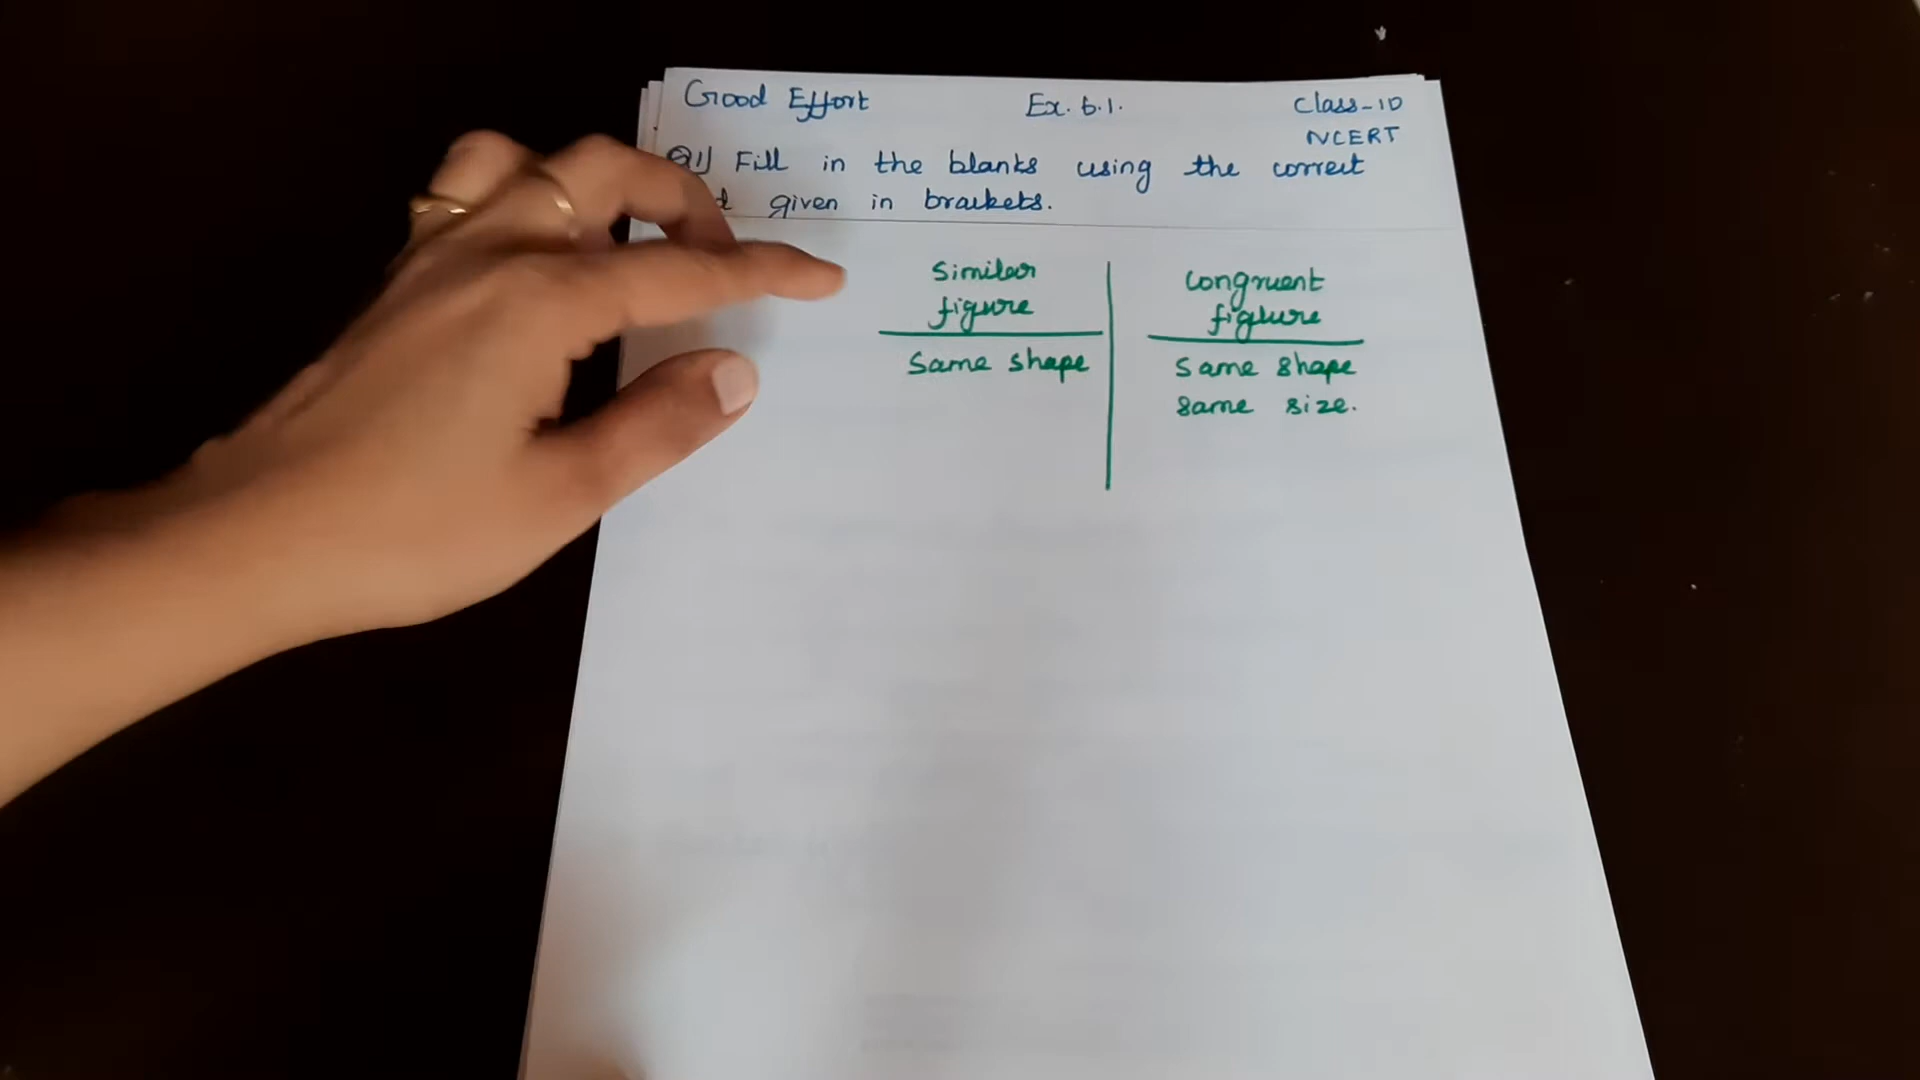 Good Effort Ex. 6.1. Class-10
NCERT
Q1) Fill in the blanks using the correct
given in brackets.
Similar
figure
Same shape
Congruent
figure
Same shape
Same size.